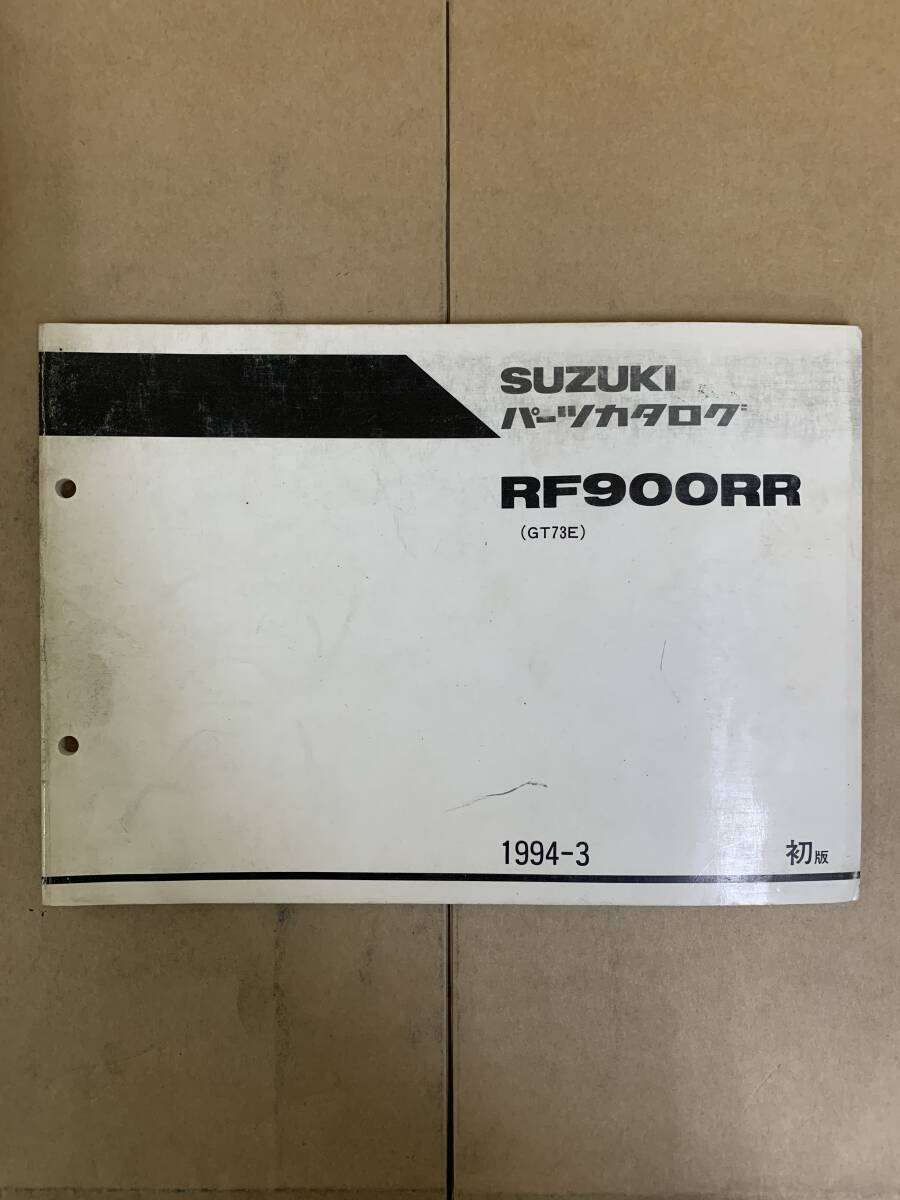 SUZUKI
パーツカタログ
RF900RR
(GT73E)
1994-3
初版